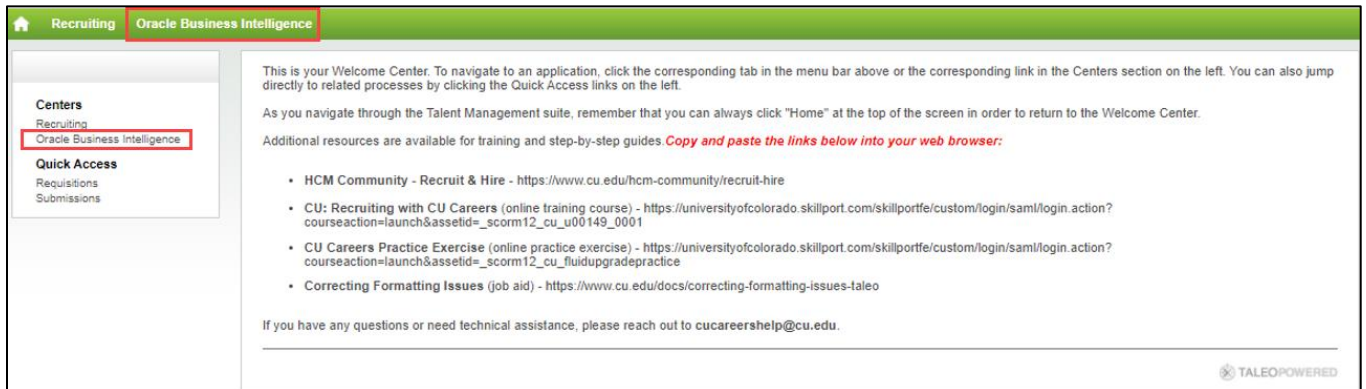 Recruiting Oracle Business Intelligence
Centers
Recruiting
Oracle Business Intelligence
Quick Access
Requisitions
Submissions
This is your Welcome Center. To navigate to an application, click the corresponding tab in the menu bar above or the corresponding link in the Centers section on the left. You can also jump
directly to related processes by clicking the Quick Access links on the left.
As you navigate through the Talent Management suite, remember that you can always click "Home" at the top of the screen in order to return to the Welcome Center.
Additional resources are available for training and step-by-step guides.Copy and paste the links below into your web browser:
• HCM Community - Recruit & Hire - https://www.cu.edu/hcm-community/recruit-hire
• CU: Recruiting with CU Careers (online training course) - https://universityofcolorado.skillport.com/skillportfe/custom/login/saml/login.action?
courseaction=launch&assetid=_scorm12_cu_u00149_0001
• CU Careers Practice Exercise (online practice exercise) - https://universityofcolorado.skillport.com/skillportfe/custom/login/saml/login.action?
courseaction=launch&assetid=_scorm12_cu_fluidupgradepractice
• Correcting Formatting Issues (job aid) - https://www.cu.edu/docs/correcting-formatting-issues-taleo
If you have any questions or need technical assistance, please reach out to cucareershelp@cu.edu.
TALEOPOWERED